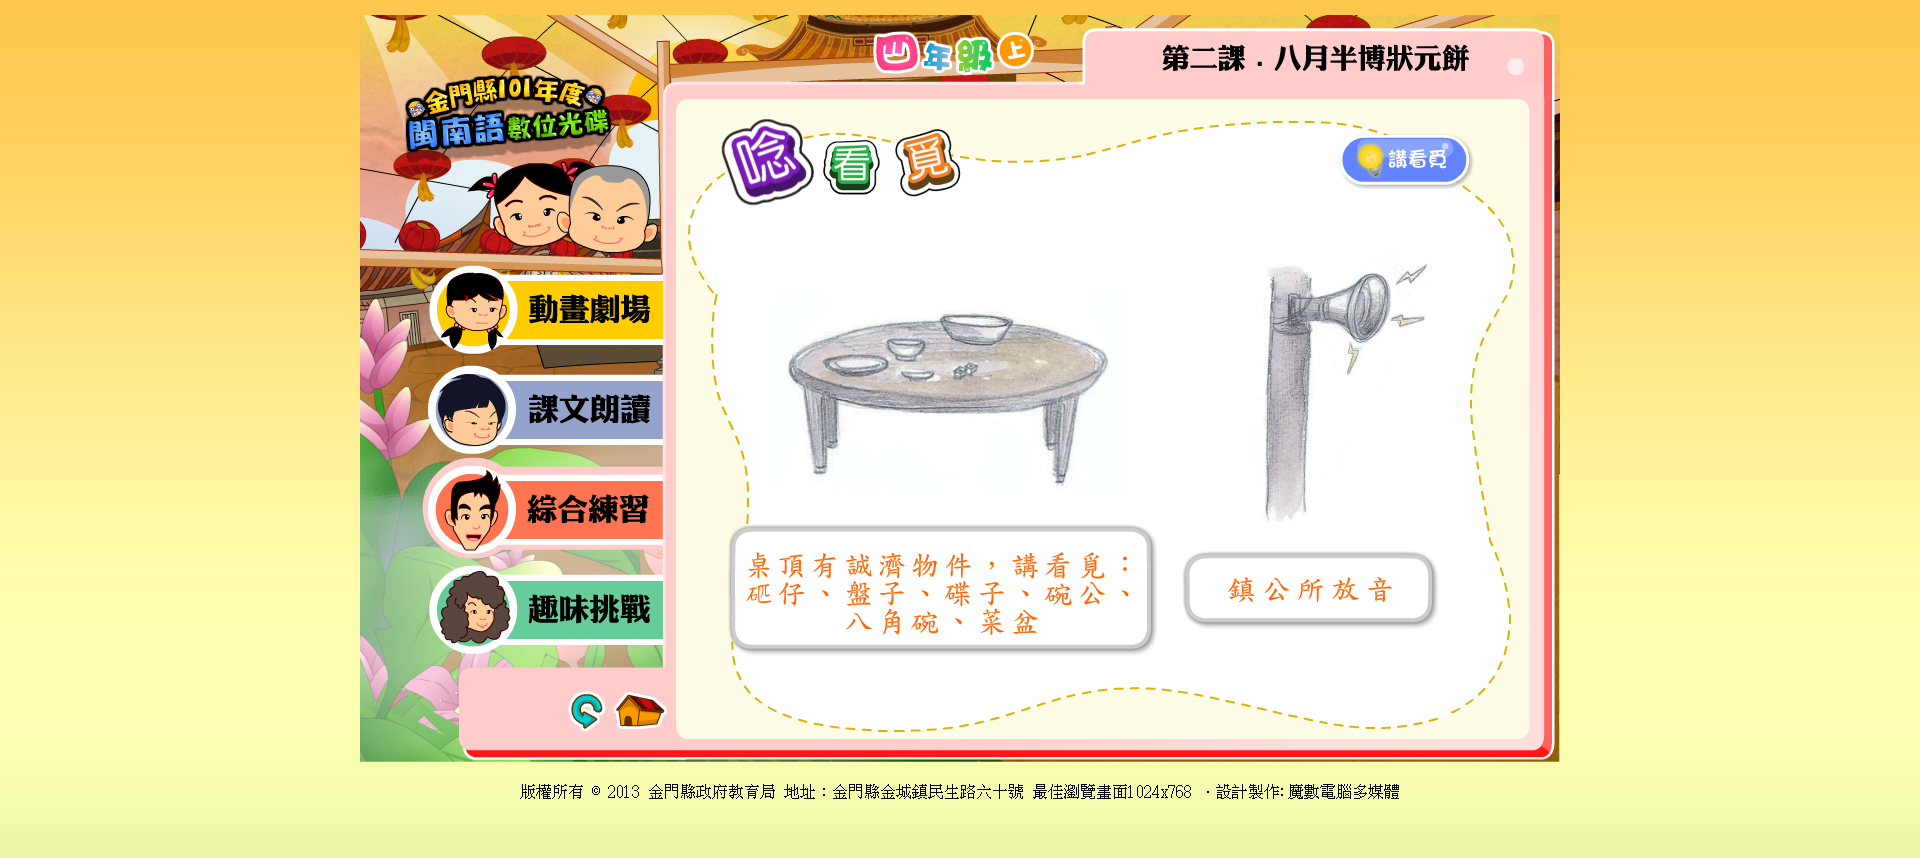 四年級上
第二課．八月半博狀元餅
金門縣101年度
閩南語數位光碟
唸看覓
講看覓
動畫劇場
課文朗讀
綜合練習
趣味挑戰
桌頂有誠濟物件，講看覓：
砸仔、盤子、碟子、碗公、
八角碗、菜盆
鎮公所放音
版權所有 © 2013 金門縣政府教育局 地址：金門縣金城鎮民生路六十號 最佳瀏覽畫面1024x768 ‧設計製作:魔數電腦多媒體